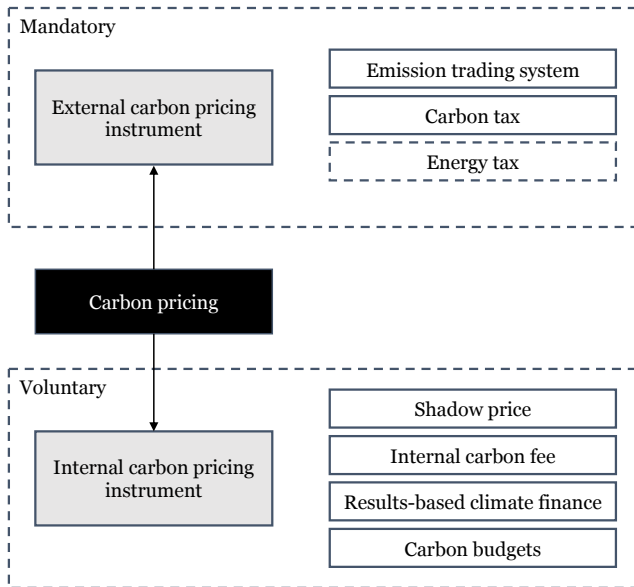 Mandatory
External carbon pricing
instrument
Emission trading system
Carbon tax
Energy tax
Carbon pricing
Voluntary
Internal carbon pricing
instrument
Shadow price
Internal carbon fee
Results-based climate finance
Carbon budgets